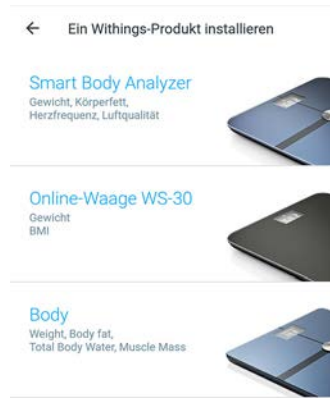 Ein Withings-Produkt installieren
Smart Body Analyzer
Gewicht, Körperfett,
Herzfrequenz, Luftqualität
Online-Waage WS-30
Gewicht
BMI
Body
Weight, Body fat,
Total Body Water, Muscle Mass